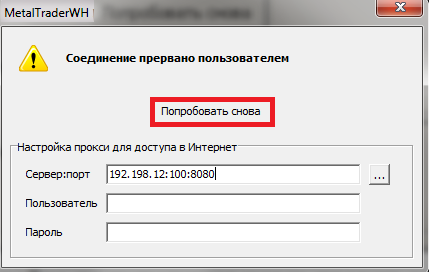 MetalTraderWH
Соединение прервано пользователем
Попробовать снова
Настройка прокси для доступа в Интернет
Сервер:порт 192.198.12:100:8080 ...
Пользователь
Пароль